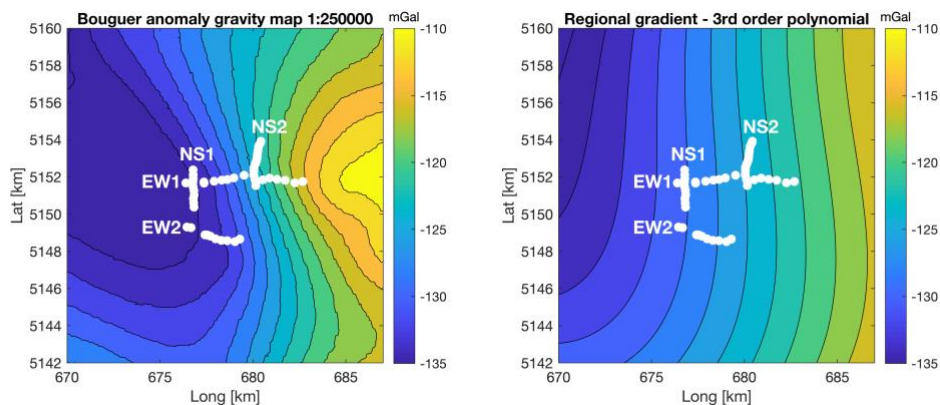 Bouguer anomaly gravity map 1:250000
mGal
5160
5158
5156
5154
5152
5150
5148
5146
5144
5142
Lat [km]
670
675
680
685
Long [km]
NS1
NS2
EW1
EW2
-110
-115
-120
-125
-130
-135
Regional gradient - 3rd order polynomial
mGal
5160
5158
5156
5154
5152
5150
5148
5146
5144
5142
Lat [km]
670
675
680
685
Long [km]
NS1
NS2
EW1
EW2
-110
-115
-120
-125
-130
-135